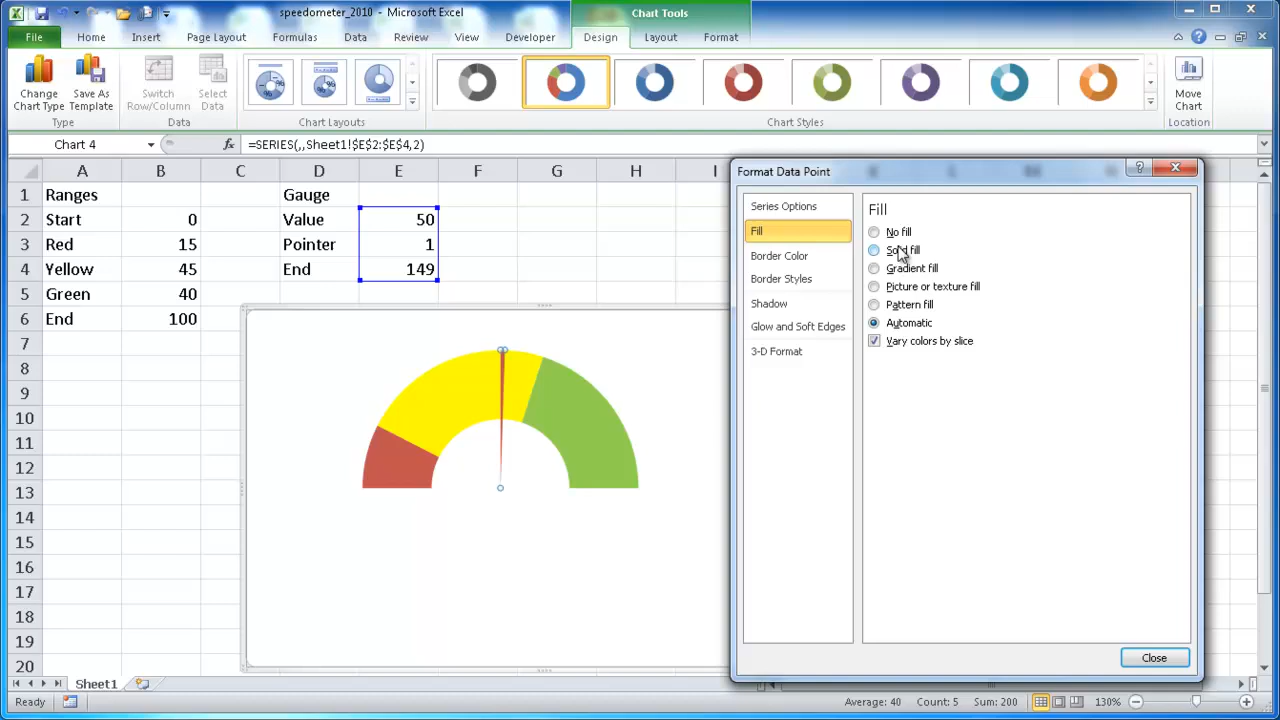 speedometer_2010 - Microsoft Excel
Chart Tools
File Home Insert Page Layout Formulas Data Review View Developer Design Layout Format
Change Chart Type
Save As Template
Switch Row/Column
Select Data
Move Chart
Type Data Chart Layouts Chart Styles Location
Chart 4 fx =SERIES(,,Sheet1!$E$2:$E$4,2)
A B C D E F G H I
1 Ranges Gauge
2 Start 0 Value 50
3 Red 15 Pointer 1
4 Yellow 45 End 149
5 Green 40
6 End 100
7
8
9
10
11
12
13
14
15
16
17
18
19
20
Format Data Point
Series Options
Fill
Border Color
Border Styles
Shadow
Glow and Soft Edges
3-D Format
Fill
No fill
Solid fill
Gradient fill
Picture or texture fill
Pattern fill
Automatic
Vary colors by slice
Close
Sheet1
Ready Average: 40 Count: 5 Sum: 200 130%